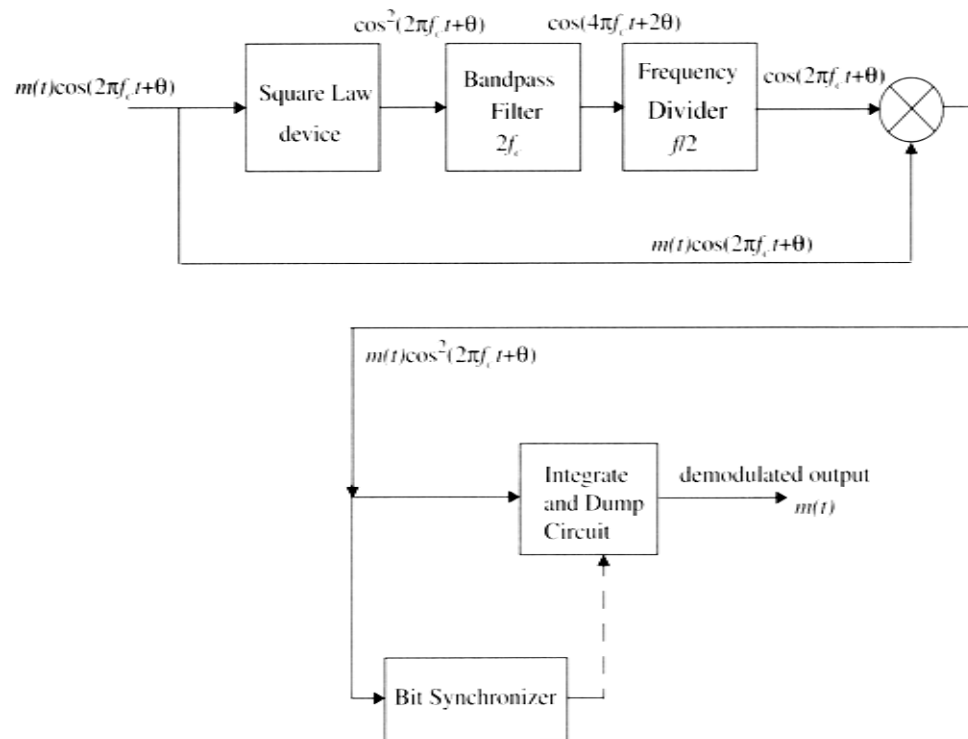 cos²(2πf_c t+θ)
cos(4πf_c t+2θ)
m(t)cos(2πf_c t+θ)
Square Law
device
Bandpass
Filter
2f_c
Frequency
Divider
f/2
cos(2πf_c t+θ)
m(t)cos(2πf_c t+θ)
m(t)cos²(2πf_c t+θ)
Integrate
and Dump
Circuit
demodulated output
m(t)
Bit Synchronizer